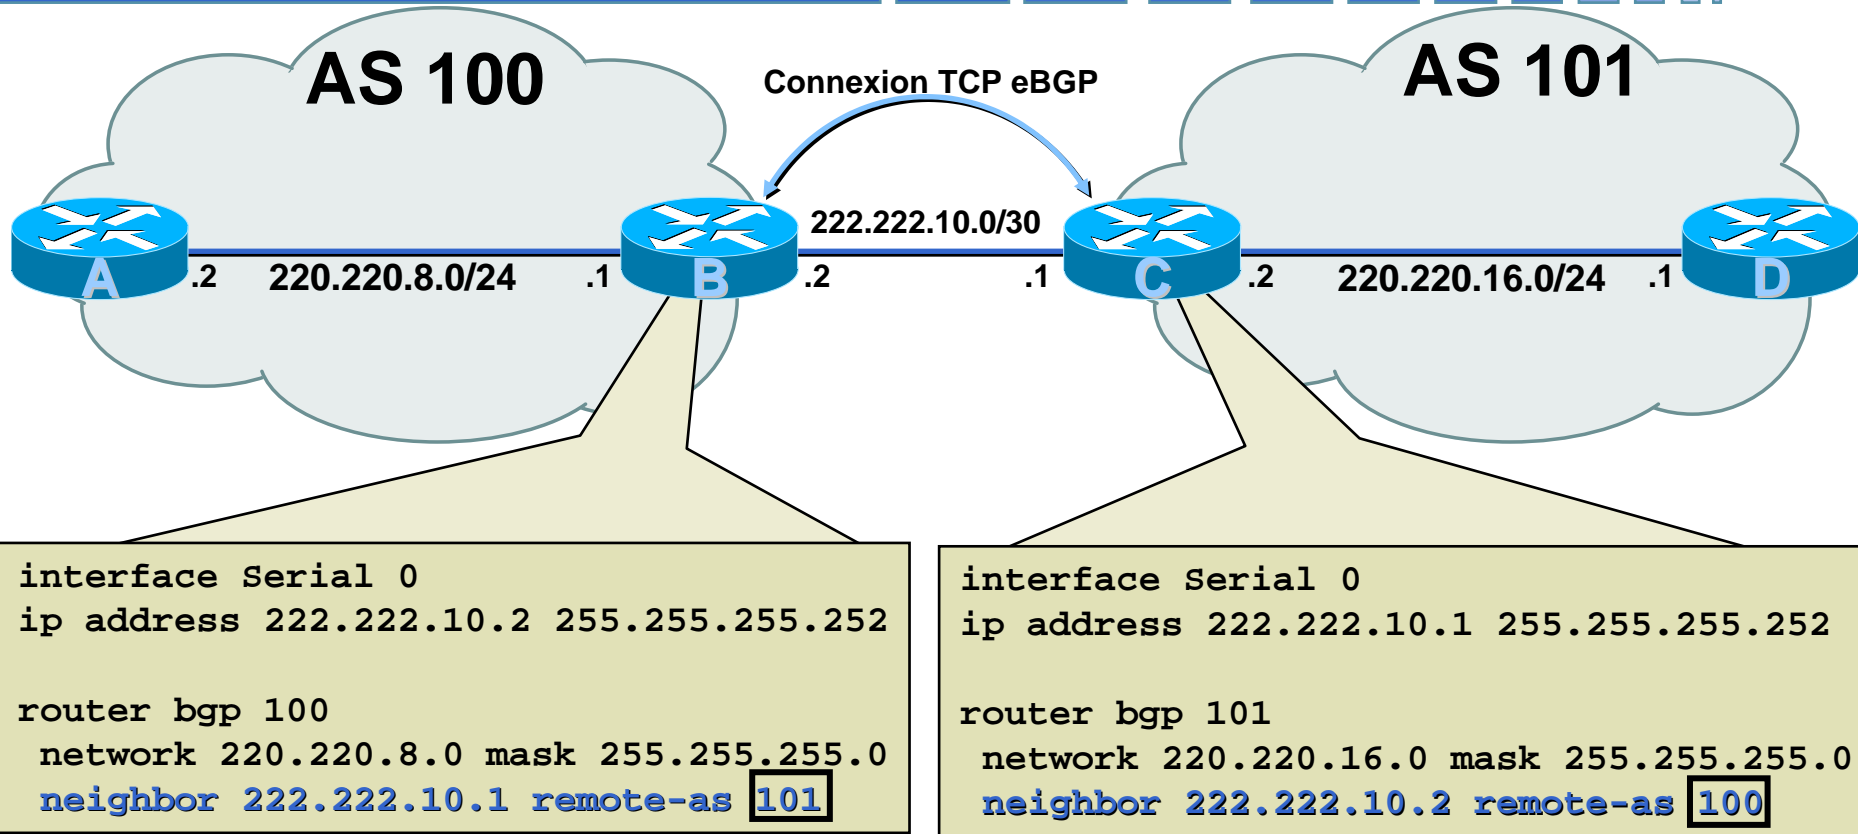 AS 100
AS 101
Connexion TCP eBGP
222.222.10.0/30
A
.2
220.220.8.0/24
.1
B
.2
.1
C
.2
220.220.16.0/24
.1
D
interface Serial 0
ip address 222.222.10.2 255.255.255.252
router bgp 100
network 220.220.8.0 mask 255.255.255.0
neighbor 222.222.10.1 remote-as 101
interface Serial 0
ip address 222.222.10.1 255.255.255.252
router bgp 101
network 220.220.16.0 mask 255.255.255.0
neighbor 222.222.10.2 remote-as 100